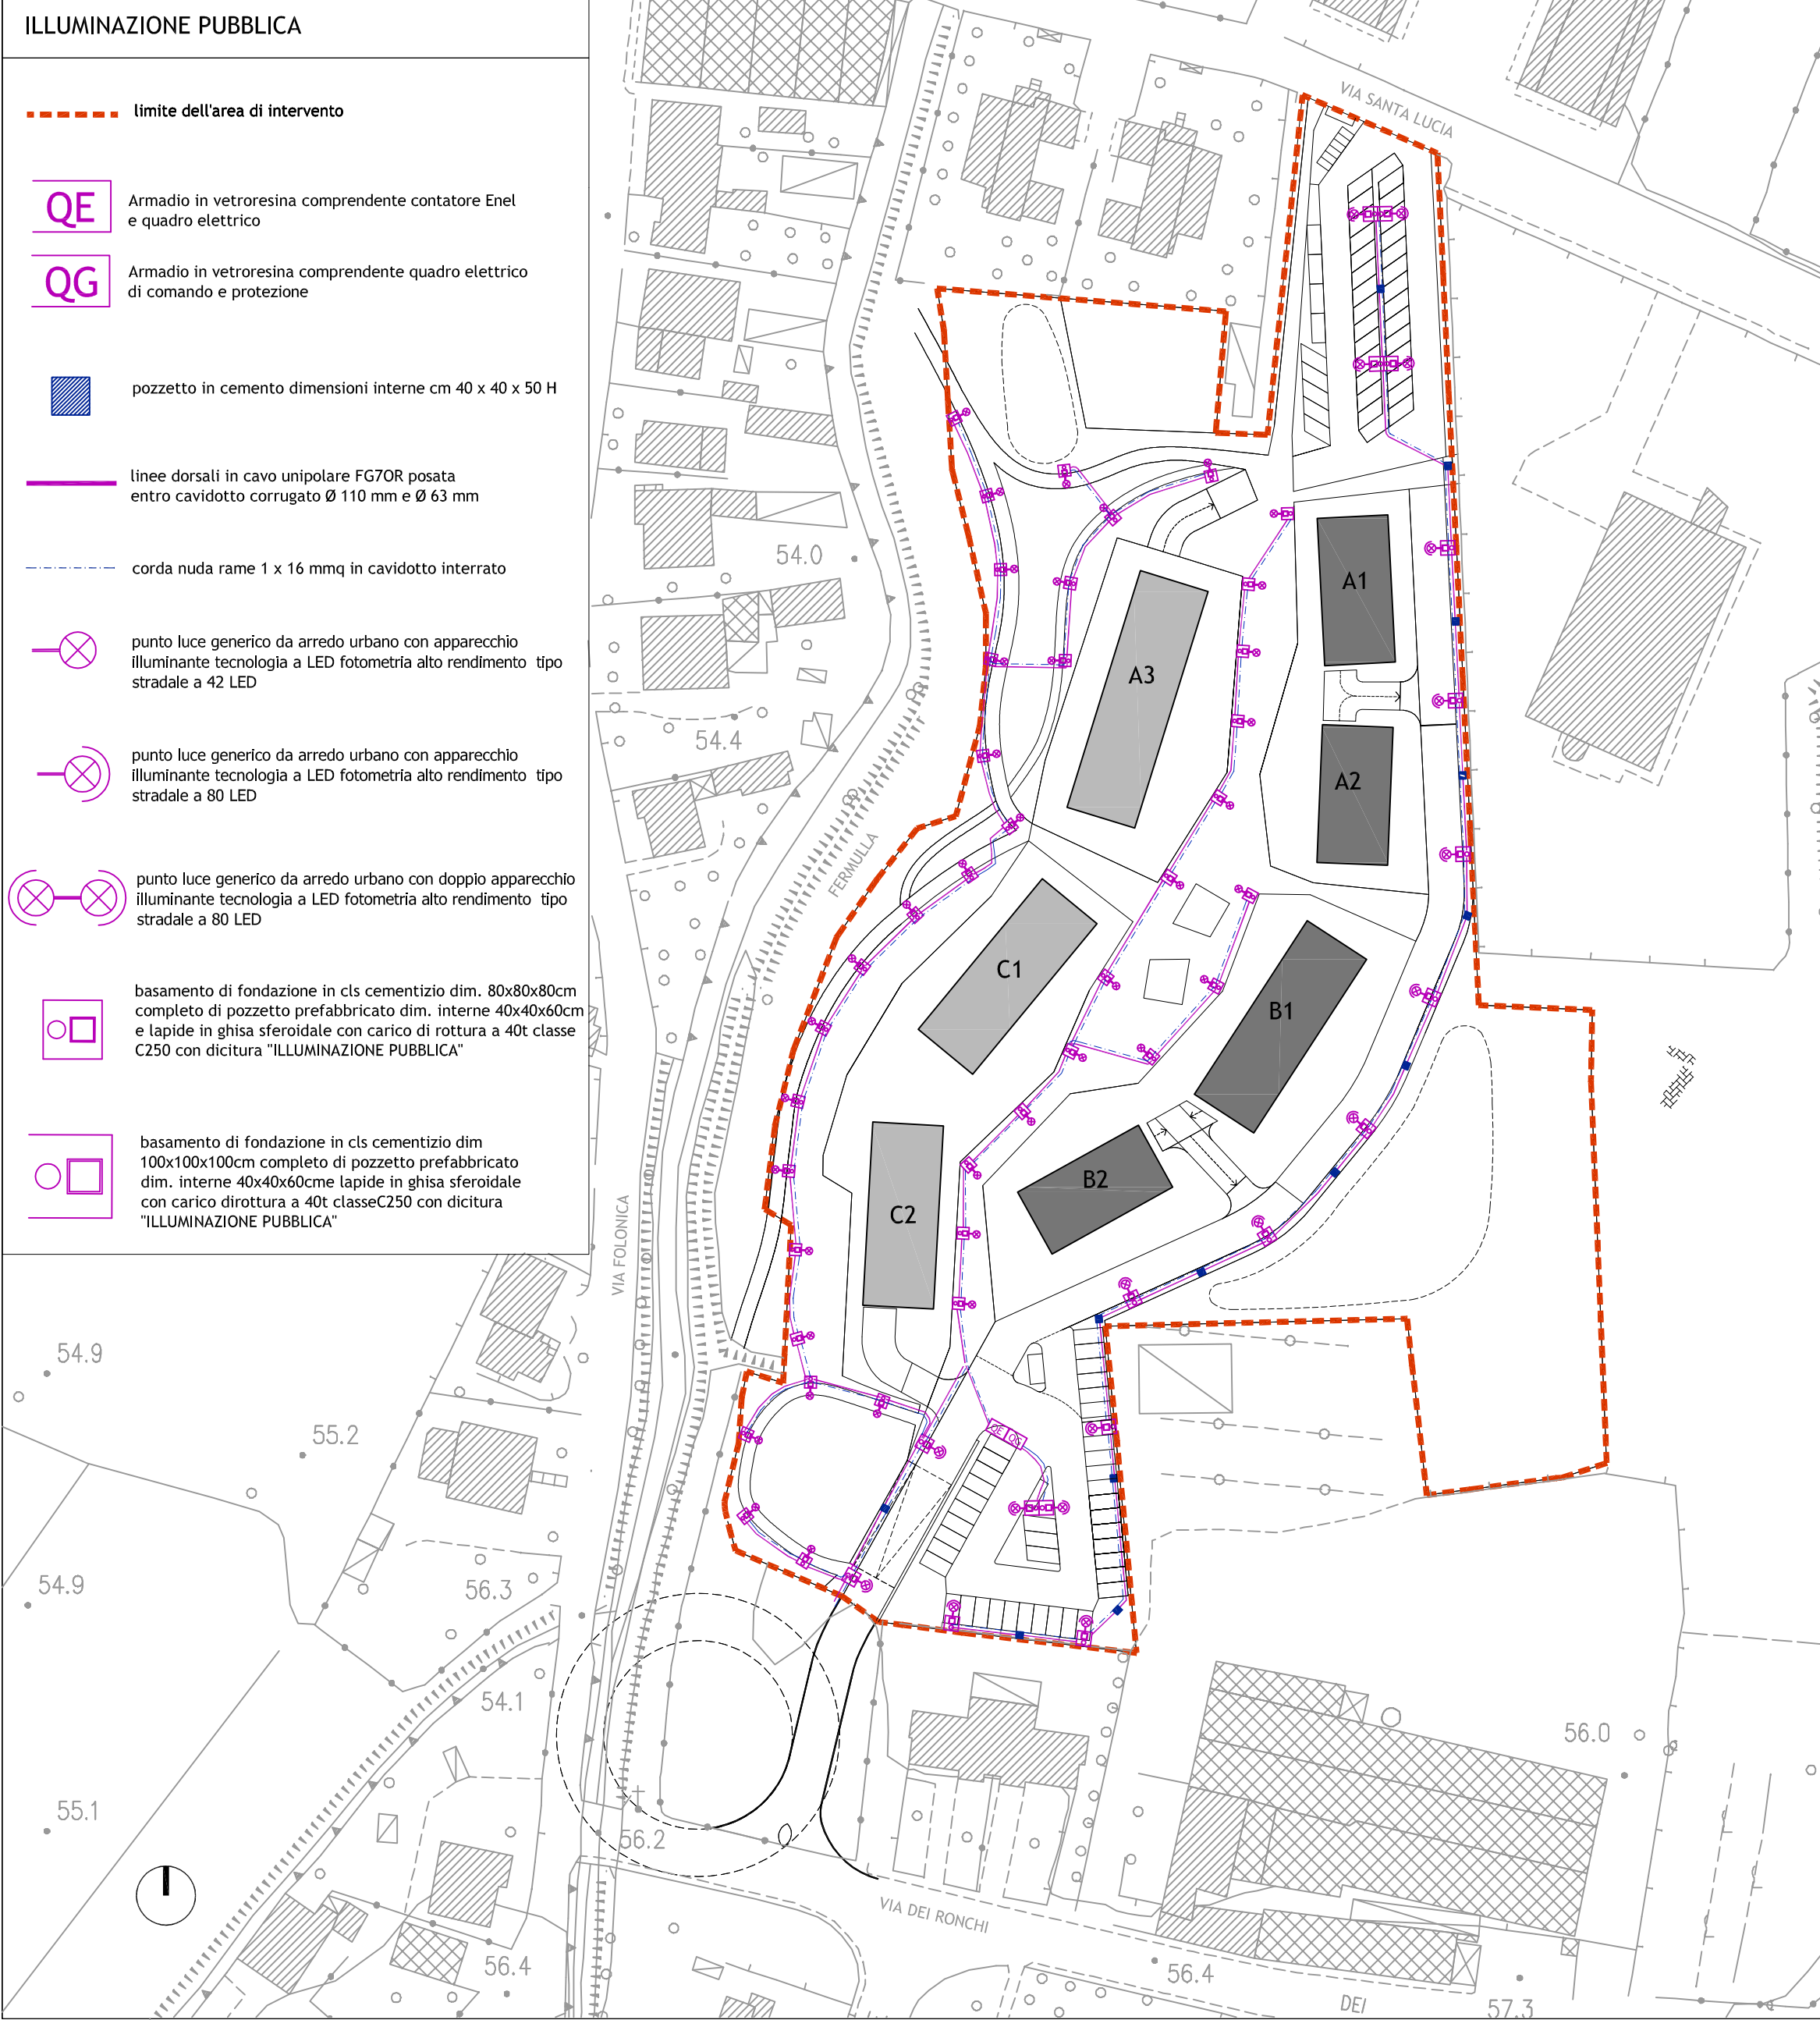 ILLUMINAZIONE PUBBLICA
limite dell'area di intervento
QE
Armadio in vetroresina comprendente contatore Enel
e quadro elettrico
QG
Armadio in vetroresina comprendente quadro elettrico
di comando e protezione
pozzetto in cemento dimensioni interne cm 40 x 40 x 50 H
linee dorsali in cavo unipolare FG7OR posata
entro cavidotto corrugato Ø 110 mm e Ø 63 mm
corda nuda rame 1 x 16 mmq in cavidotto interrato
punto luce generico da arredo urbano con apparecchio
illuminante tecnologia a LED fotometria alto rendimento tipo
stradale a 42 LED
punto luce generico da arredo urbano con apparecchio
illuminante tecnologia a LED fotometria alto rendimento tipo
stradale a 80 LED
punto luce generico da arredo urbano con doppio apparecchio
illuminante tecnologia a LED fotometria alto rendimento tipo
stradale a 80 LED
basamento di fondazione in cls cementizio dim. 80x80x80cm
completo di pozzetto prefabbricato dim. interne 40x40x60cm
e lapide in ghisa sferoidale con carico di rottura a 40t classe
C250 con dicitura "ILLUMINAZIONE PUBBLICA"
basamento di fondazione in cls cementizio dim
100x100x100cm completo di pozzetto prefabbricato
dim. interne 40x40x60cme lapide in ghisa sferoidale
con carico dirottura a 40t classeC250 con dicitura
"ILLUMINAZIONE PUBBLICA"
VIA SANTA LUCIA
54.0
A1
A3
54.4
A2
FERMULLA
C1
B1
B2
C2
VIA FOLONICA
54.9
55.2
QE
54.9
56.3
54.1
56.0
55.1
56.2
VIA DEI RONCHI
56.4
56.4
DEI
57.3